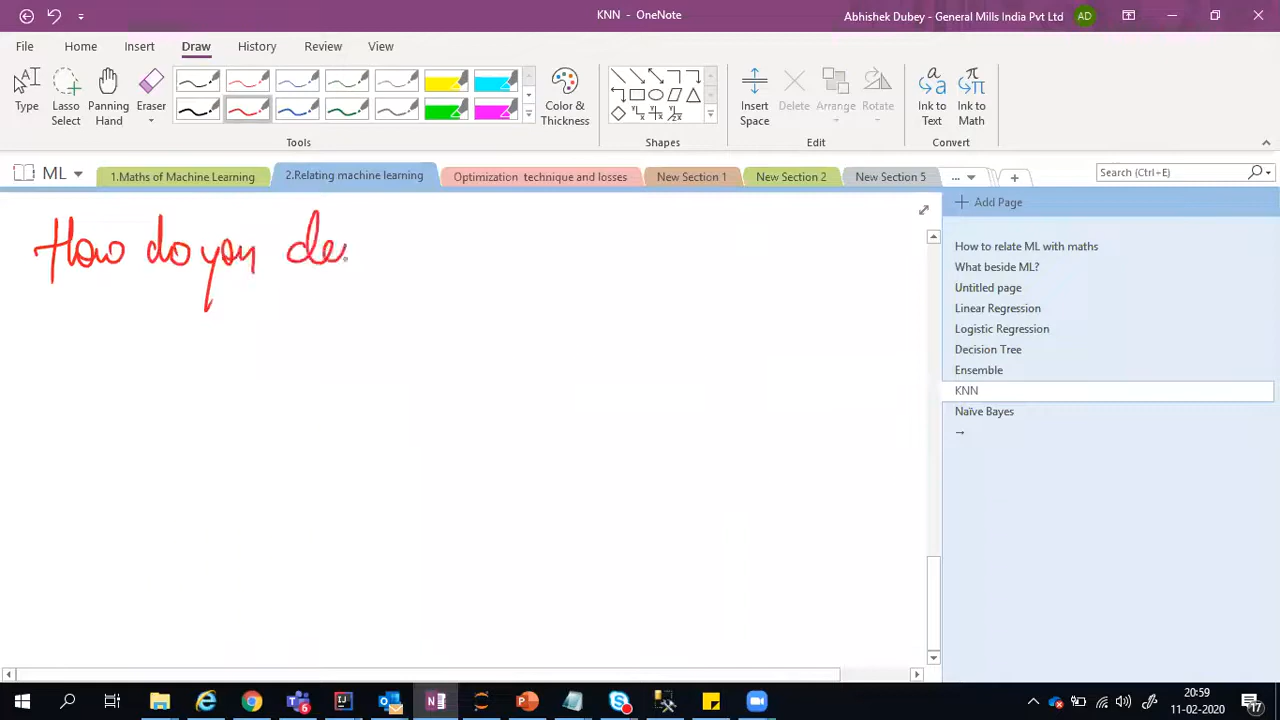 KNN - OneNote
Abhishek Dubey - General Mills India Pvt Ltd AD
File Home Insert Draw History Review View
Type Lasso Select Panning Hand Eraser Color & Thickness Insert Space Delete Arrange Rotate Ink to Text Ink to Math
Tools Shapes Edit Convert
ML 1.Maths of Machine Learning 2.Relating machine learning Optimization technique and losses New Section 1 New Section 2 New Section 5 ... Search (Ctrl+E)
Add Page
How do you de
How to relate ML with maths
What beside ML?
Untitled page
Linear Regression
Logistic Regression
Decision Tree
Ensemble
KNN
Naïve Bayes
→
20:59
11-02-2020
17